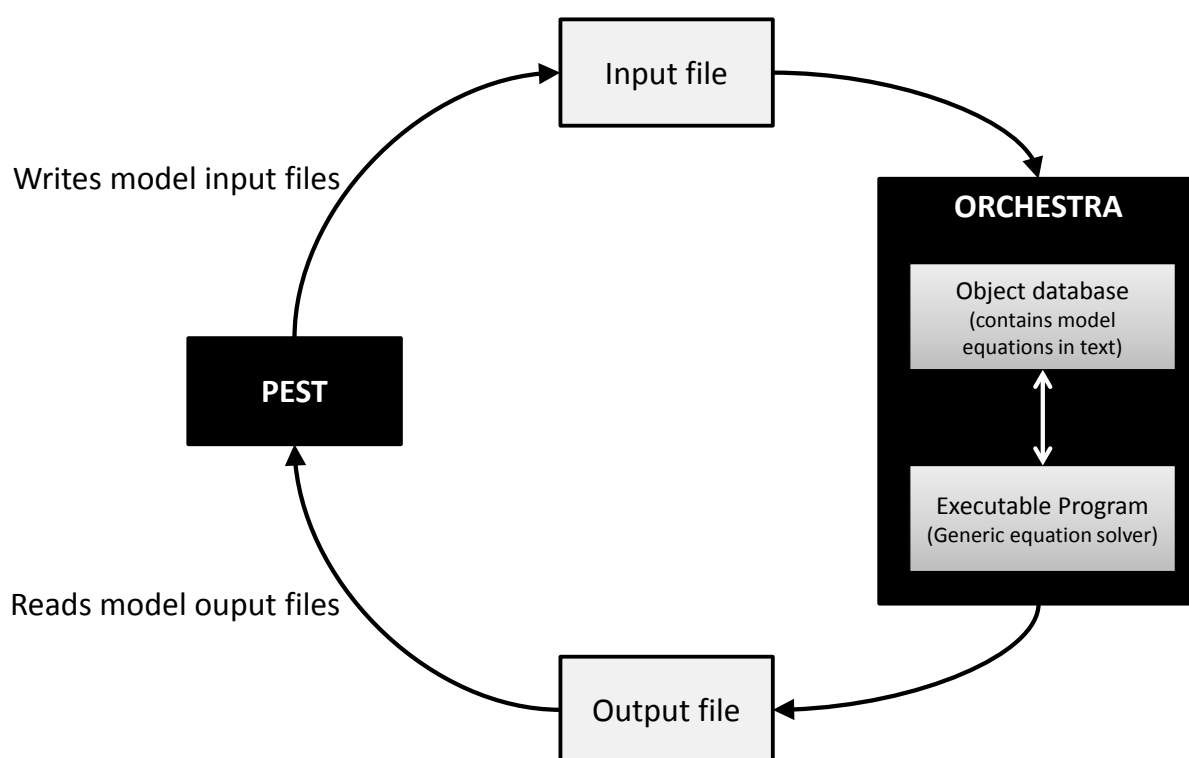 Input file
Writes model input files
ORCHESTRA
Object database
(contains model
equations in text)
PEST
Executable Program
(Generic equation solver)
Reads model ouput files
Output file